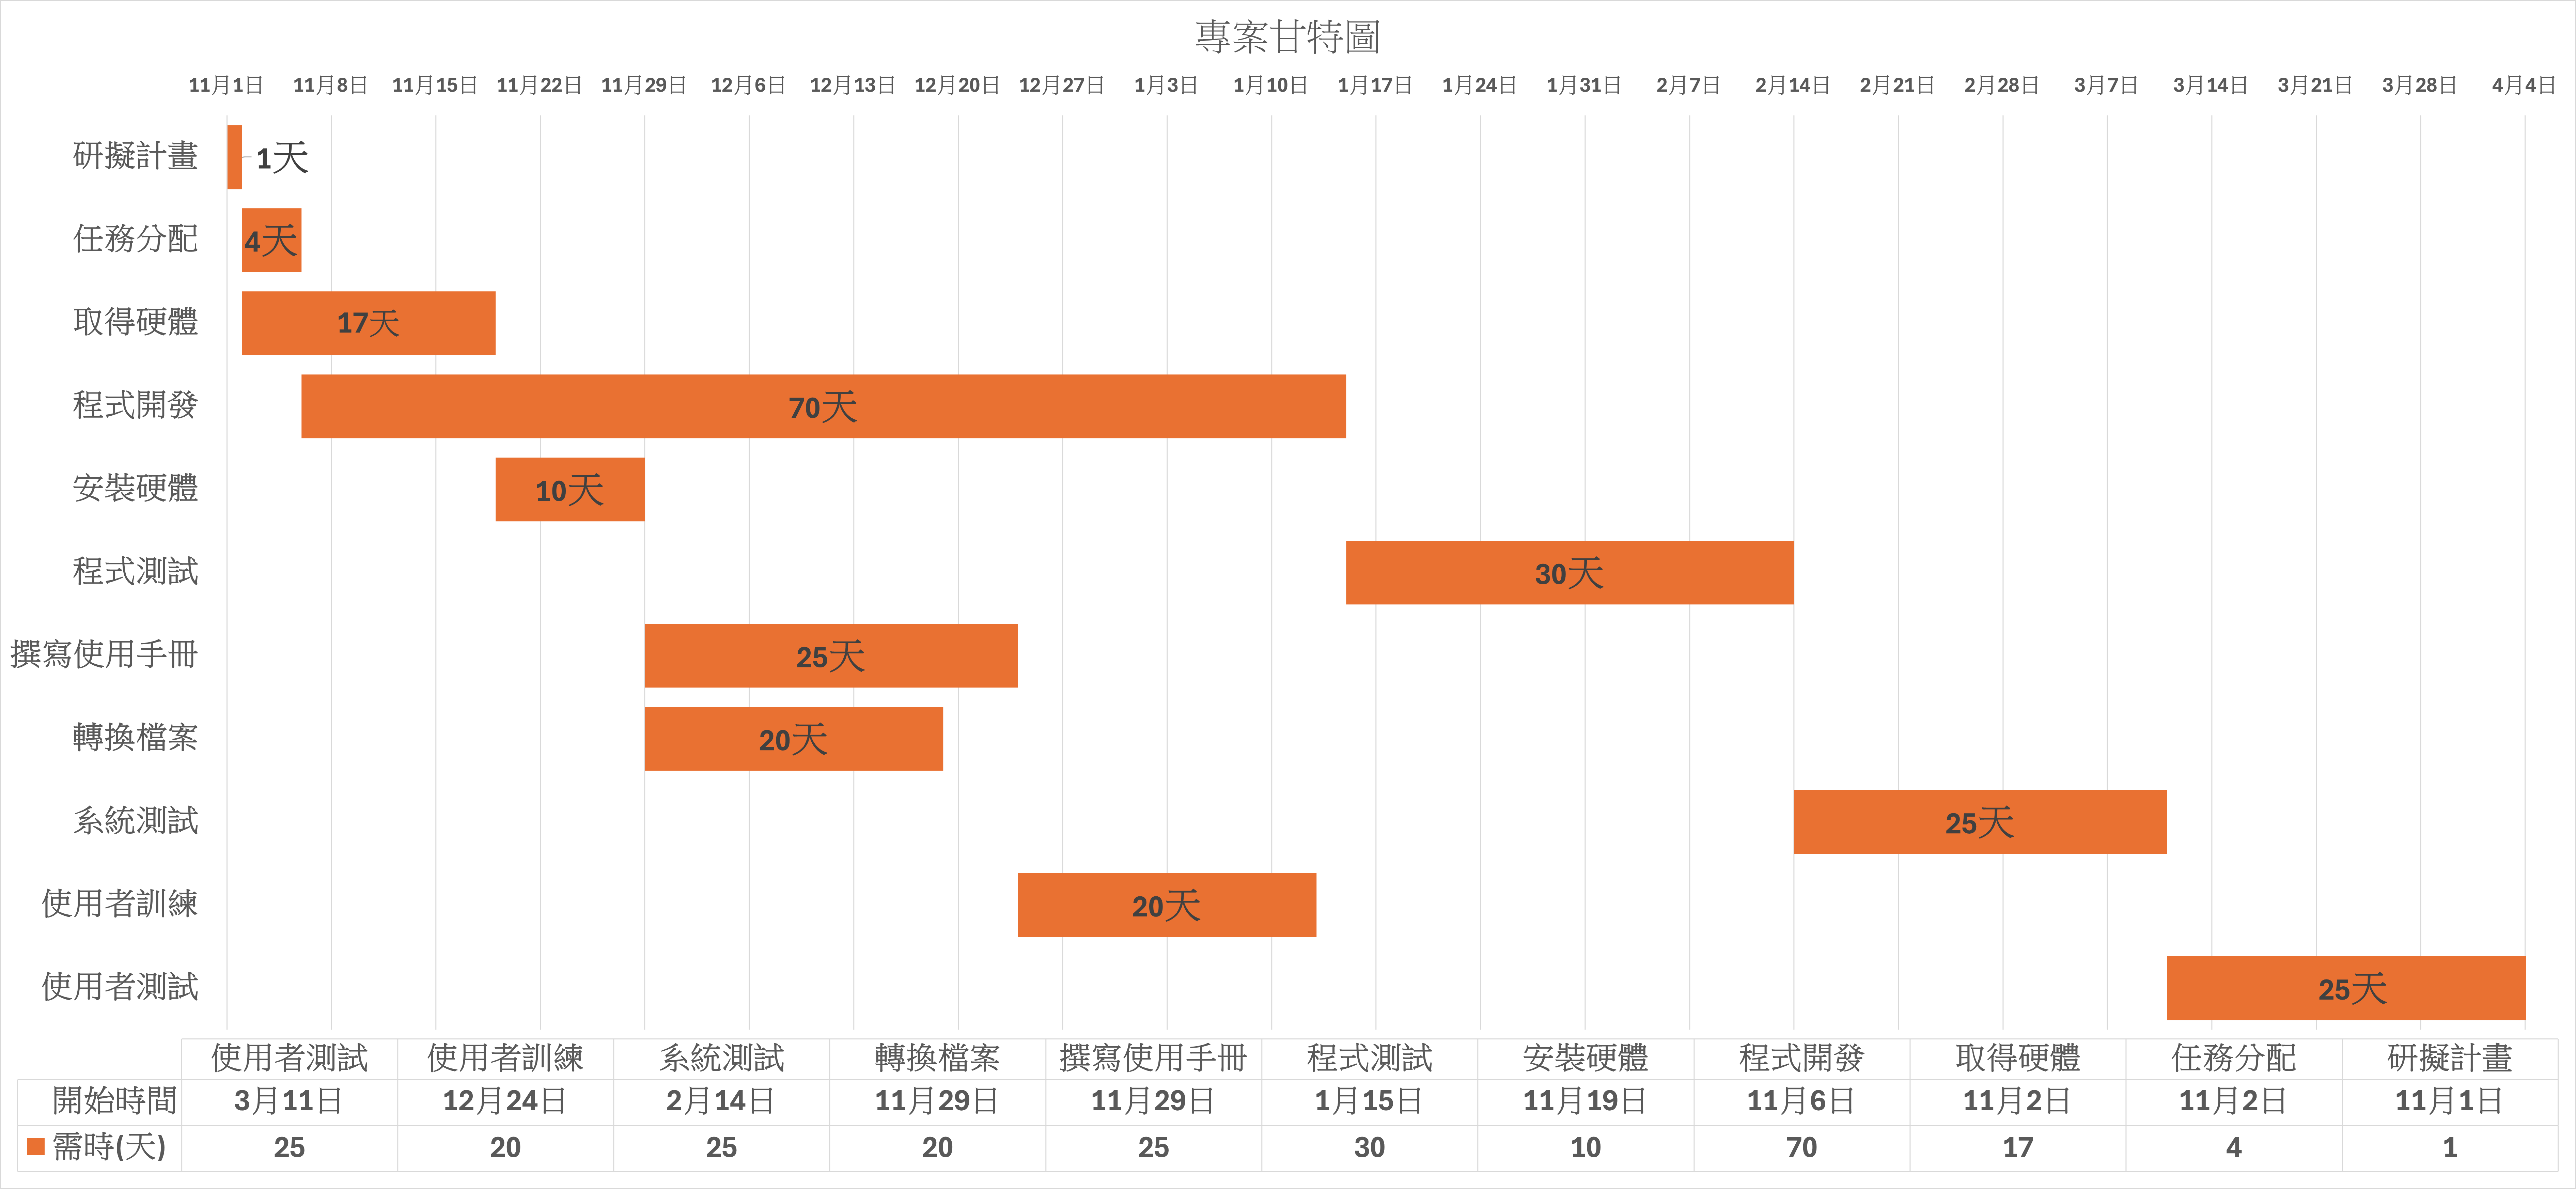 專案甘特圖
11月1日 11月8日 11月15日 11月22日 11月29日 12月6日 12月13日 12月20日 12月27日 1月3日 1月10日 1月17日 1月24日 1月31日 2月7日 2月14日 2月21日 2月28日 3月7日 3月14日 3月21日 3月28日 4月4日
研擬計畫 1天
任務分配 4天
取得硬體 17天
程式開發 70天
安裝硬體 10天
程式測試 30天
撰寫使用手冊 25天
轉換檔案 20天
系統測試 25天
使用者訓練 20天
使用者測試 25天
使用者測試 使用者訓練 系統測試 轉換檔案 撰寫使用手冊 程式測試 安裝硬體 程式開發 取得硬體 任務分配 研擬計畫
開始時間 3月11日 12月24日 2月14日 11月29日 11月29日 1月15日 11月19日 11月6日 11月2日 11月2日 11月1日
需時(天) 25 20 25 20 25 30 10 70 17 4 1